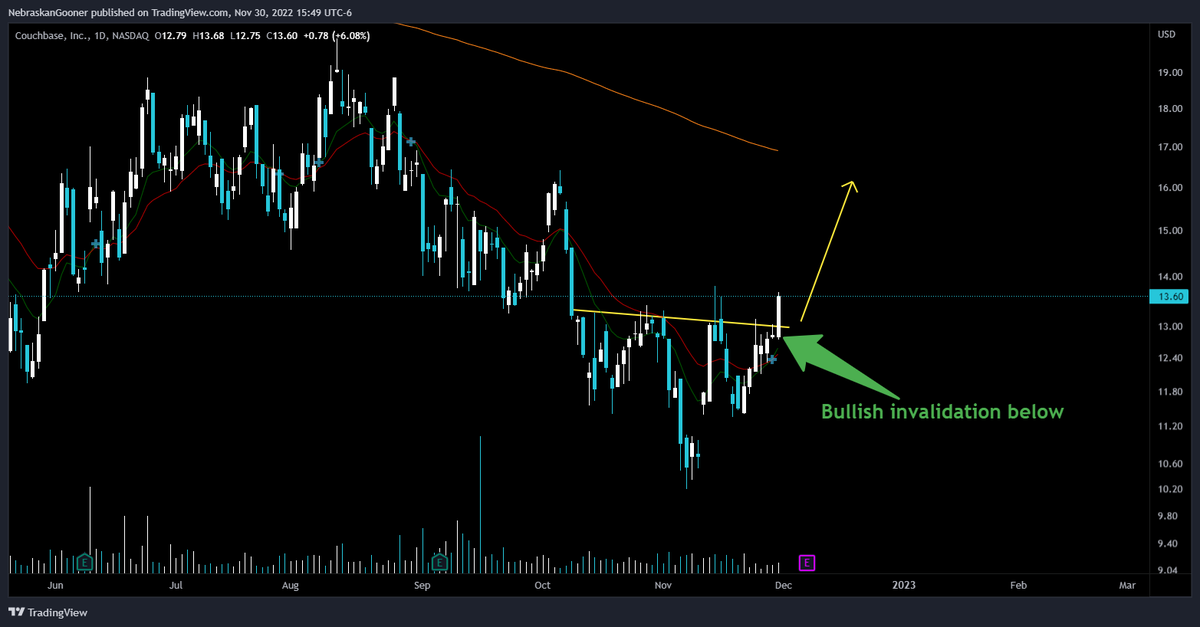 NebraskanGooner published on TradingView.com, Nov 30, 2022 15:49 UTC-6
Couchbase, Inc., 1D, NASDAQ O12.79 H13.68 L12.75 C13.60 +0.78 (+6.08%)
USD
19.00
18.00
17.00
16.00
15.00
14.00
13.60
13.00
12.40
11.80
11.20
10.60
10.20
9.80
9.40
9.04
Bullish invalidation below
E
E
E
Jun
Jul
Aug
Sep
Oct
Nov
Dec
2023
Feb
Mar
TradingView